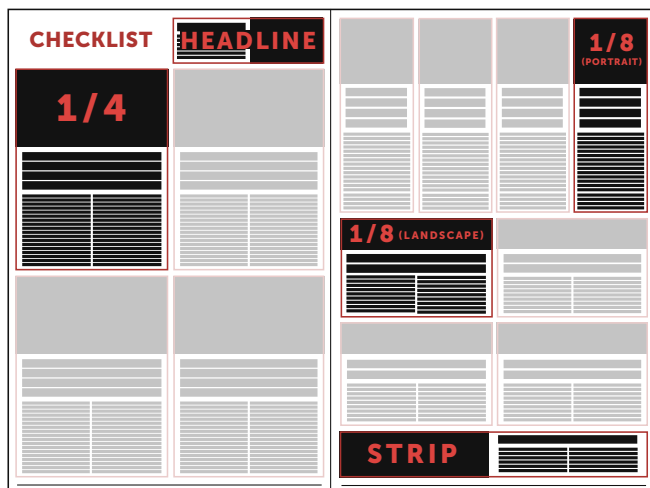 CHECKLIST
HEADLINE
1/4
1/8
(PORTRAIT)
1/8 (LANDSCAPE)
STRIP